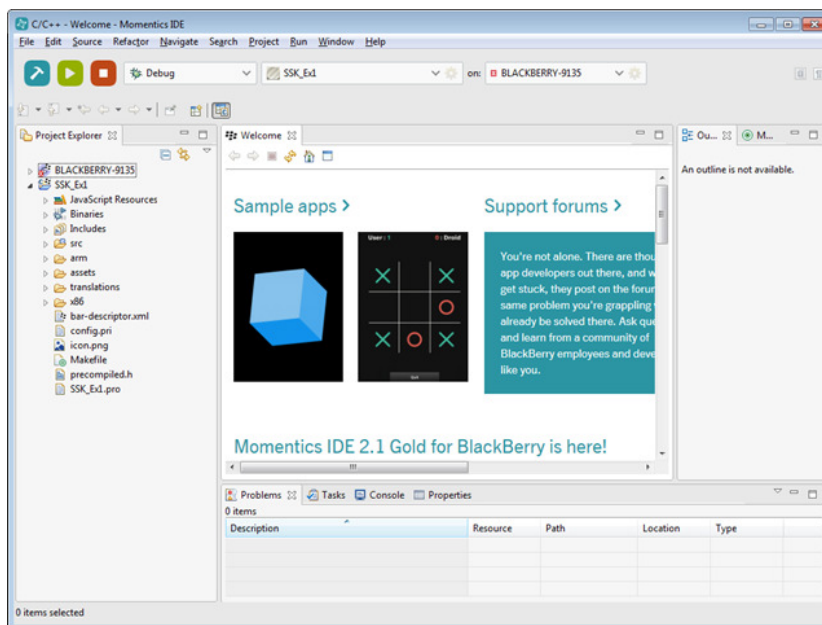 C/C++ - Welcome - Momentics IDE
File Edit Source Refactor Navigate Search Project Run Window Help
Debug SSK_Ex1 on: BLACKBERRY-9135
Project Explorer
BLACKBERRY-9135
SSK_Ex1
JavaScript Resources
Binaries
Includes
src
arm
assets
translations
x86
bar-descriptor.xml
config.pri
icon.png
Makefile
precompiled.h
SSK_Ex1.pro
Welcome
Sample apps >
User: 1 0: Droid
Support forums >
You're not alone. There are thou
app developers out there, and w
get stuck, they post on the forum
same problem you're grappling
already be solved there. Ask que
and learn from a community of
BlackBerry employees and deve
like you.
Momentics IDE 2.1 Gold for BlackBerry is here!
Ou... M...
An outline is not available.
Problems Tasks Console Properties
0 items
Description Resource Path Location Type
0 items selected